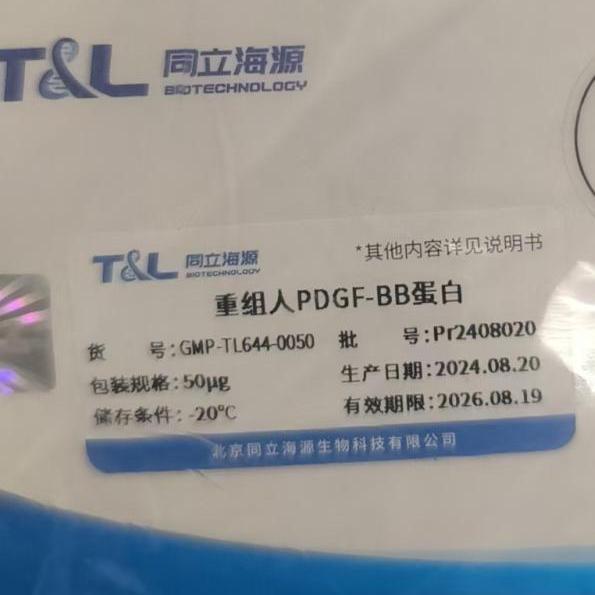 T&L 同立海源
BIOTECHNOLOGY
T&L 同立海源
BIOTECHNOLOGY
*其他内容详见说明书
重组人PDGF-BB蛋白
货 号:GMP-TL644-0050 批 号:Pr2408020
包装规格:50μg 生产日期:2024.08.20
储存条件:-20℃ 有效期限:2026.08.19
北京同立海源生物科技有限公司